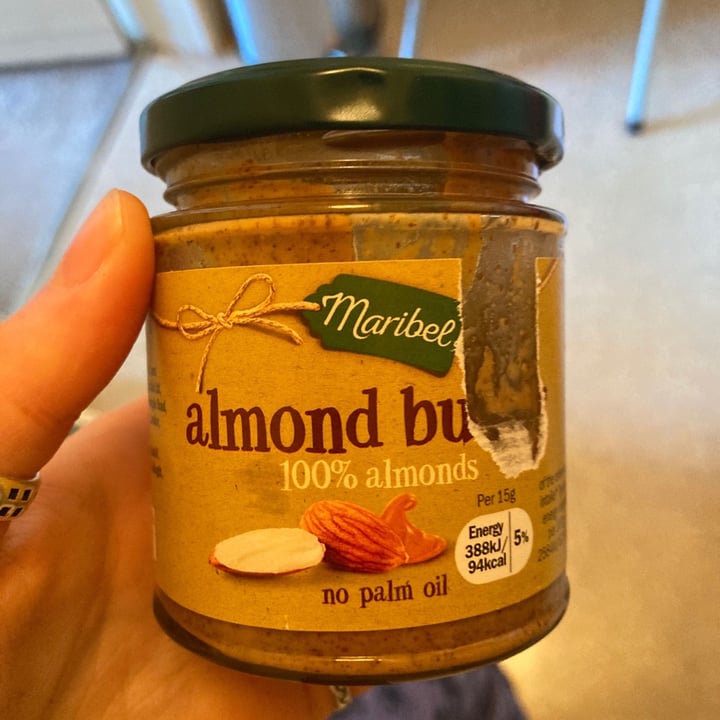 Maribel
almond bu
100% almonds
Per 15g
Energy
388kJ/
94kcal
5%
no palm oil